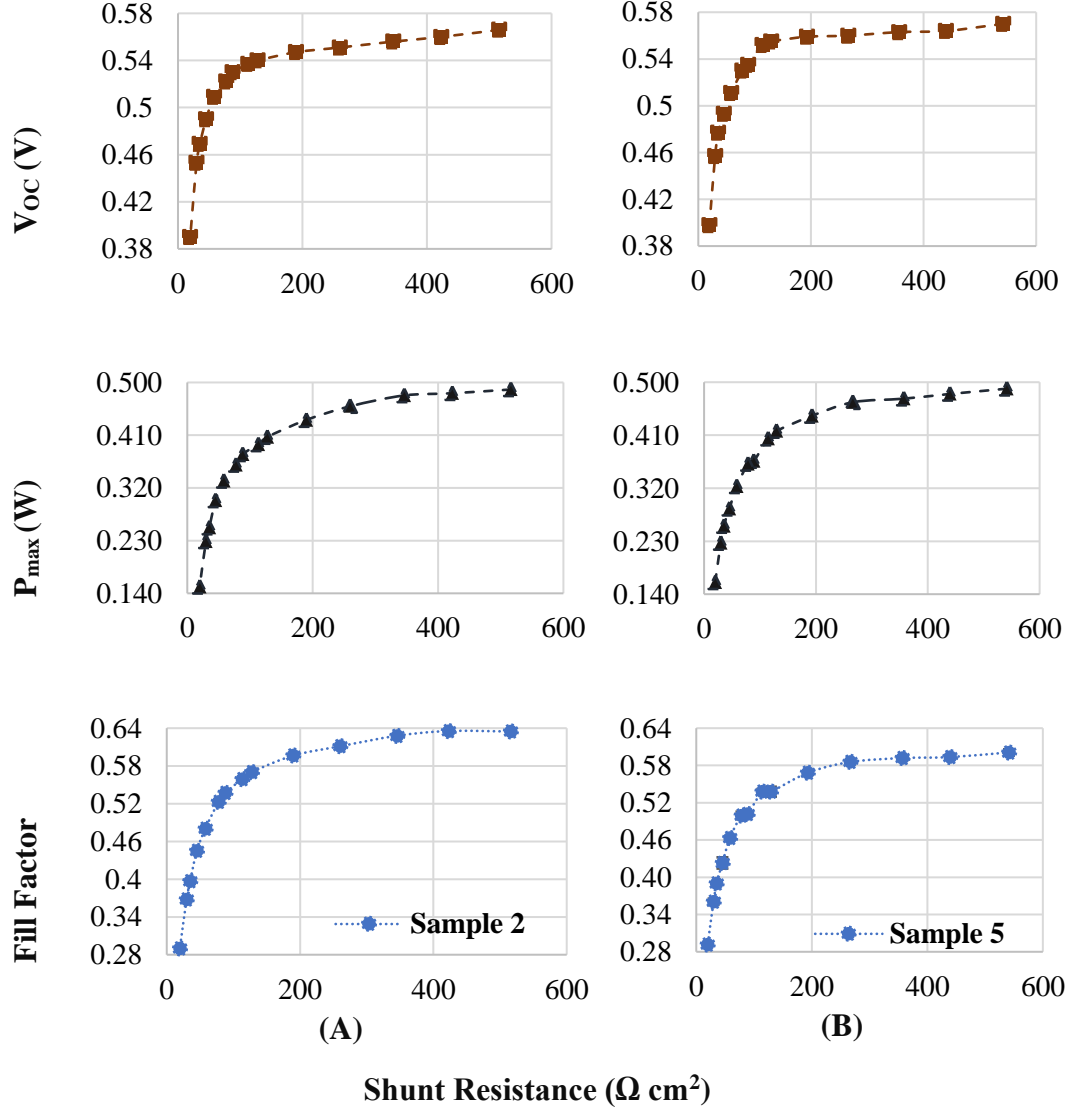 V_OC (V)
0.58
0.54
0.5
0.46
0.42
0.38
0 200 400 600
0.58
0.54
0.5
0.46
0.42
0.38
0 200 400 600
P_max (W)
0.500
0.410
0.320
0.230
0.140
0 200 400 600
0.500
0.410
0.320
0.230
0.140
0 200 400 600
Fill Factor
0.64
0.58
0.52
0.46
0.4
0.34
0.28
Sample 2
0 200 400 600
(A)
0.64
0.58
0.52
0.46
0.40
0.34
0.28
Sample 5
0 200 400 600
(B)
Shunt Resistance (Ω cm²)